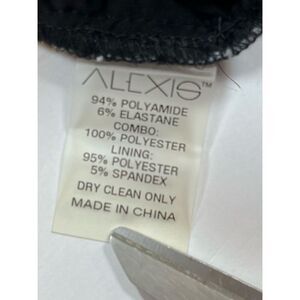 ALEXIS™
94% POLYAMIDE
6% ELASTANE
COMBO:
100% POLYESTER
LINING:
95% POLYESTER
5% SPANDEX
DRY CLEAN ONLY
MADE IN CHINA